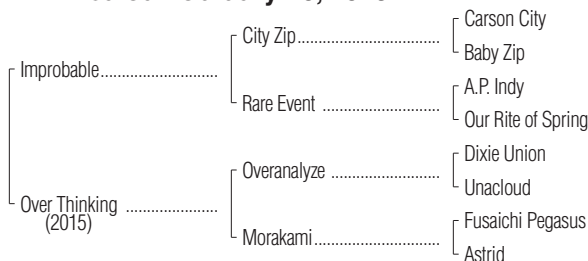 Carson City
City Zip
Baby Zip
Improbable
A.P. Indy
Rare Event
Our Rite of Spring
Dixie Union
Overanalyze
Unacloud
Over Thinking
(2015)
Fusaichi Pegasus
Morakami
Astrid